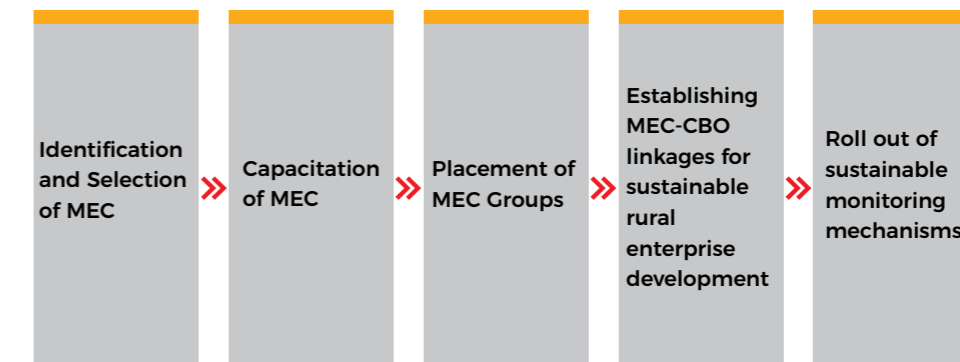 Identification
and Selection
of MEC
Capacitation
of MEC
Placement of
MEC Groups
Establishing
MEC-CBO
linkages for
sustainable
rural
enterprise
development
Roll out of
sustainable
monitoring
mechanisms